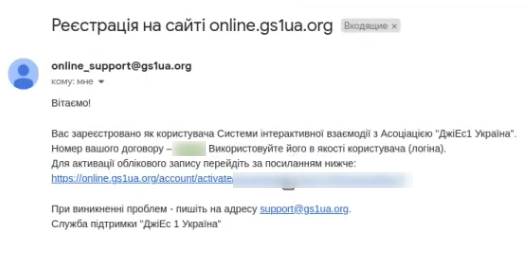 Реєстрація на сайті online.gs1ua.org Входящие ×
online_support@gs1ua.org
кому: мне
Вітаємо!
Вас зареєстровано як користувача Системи інтерактивної взаємодії з Асоціацією "ДжіЕс1 Україна".
Номер вашого договору – Використовуйте його в якості користувача (логіна).
Для активації облікового запису перейдіть за посиланням нижче:
https://online.gs1ua.org/account/activate/
При виникненні проблем - пишіть на адресу support@gs1ua.org.
Служба підтримки "ДжіЕс 1 Україна"